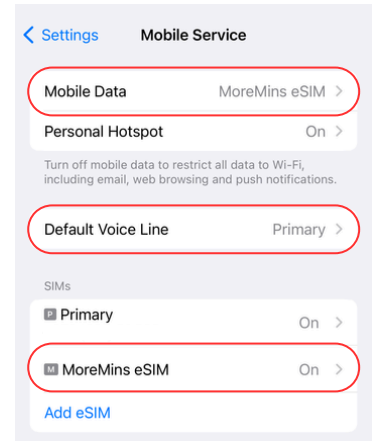 Settings
Mobile Service
Mobile Data
MoreMins eSIM
Personal Hotspot
On
Turn off mobile data to restrict all data to Wi-Fi,
including email, web browsing and push notifications.
Default Voice Line
Primary
SIMs
P Primary
On
M MoreMins eSIM
On
Add eSIM